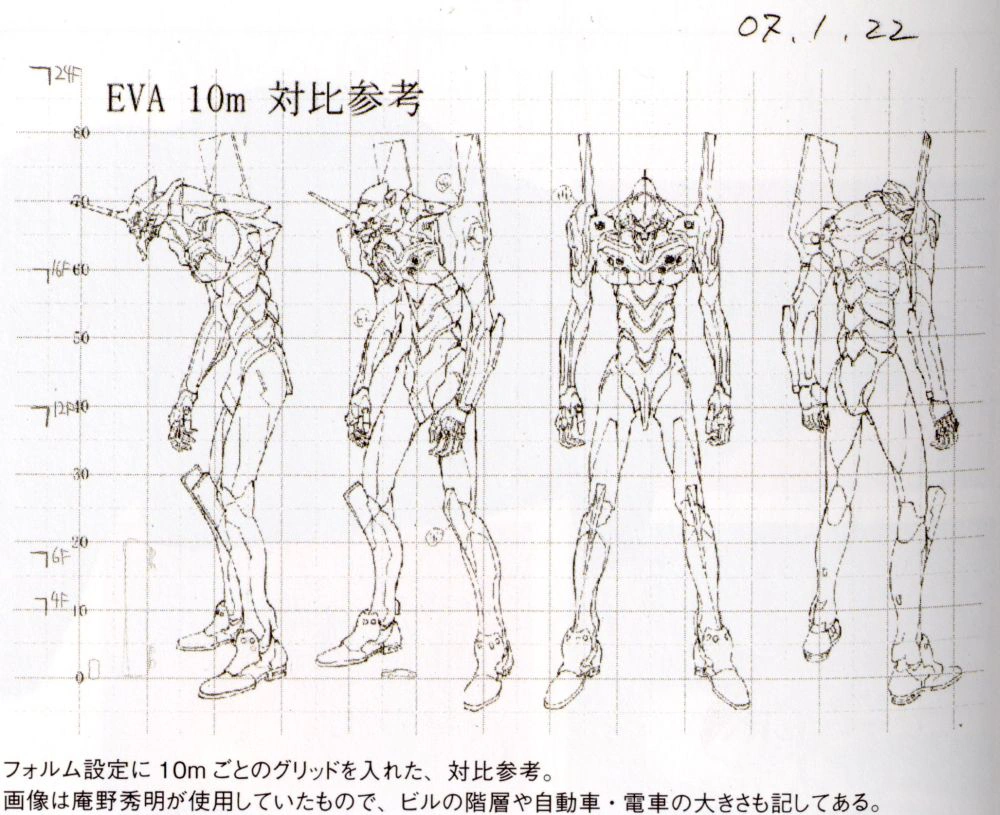 07.1.22
24F
EVA 10m 対比参考
80
70
16F 60
50
12F 40
30
20
6F
4F 10
0
フォルム設定に10mごとのグリッドを入れた、対比参考。
画像は庵野秀明が使用していたもので、ビルの階層や自動車・電車の大きさも記してある。